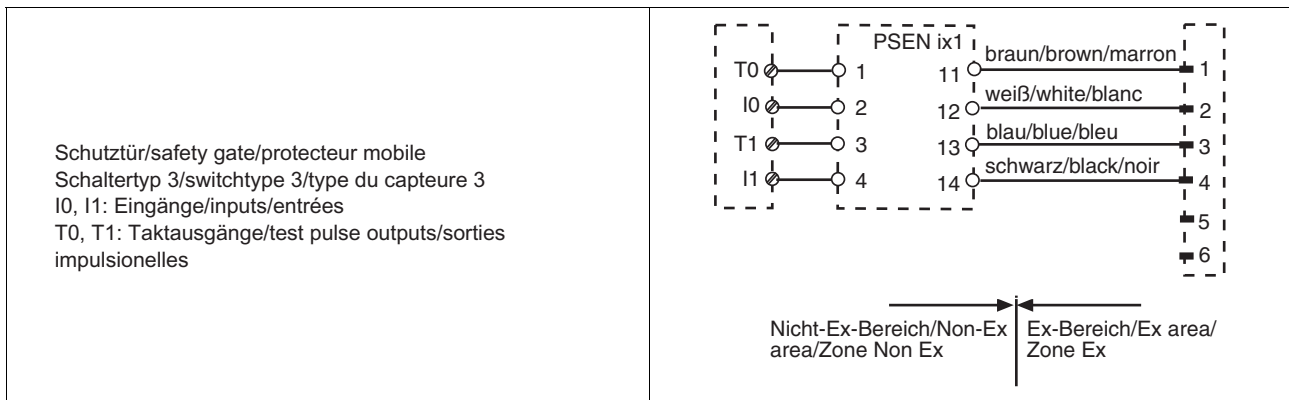 Schutztür/safety gate/protecteur mobile
Schaltertyp 3/switchtype 3/type du capteure 3
I0, I1: Eingänge/inputs/entrées
T0, T1: Taktausgänge/test pulse outputs/sorties
impulsionelles
PSEN ix1
T0 1 11 braun/brown/marron 1
I0 2 12 weiß/white/blanc 2
T1 3 13 blau/blue/bleu 3
I1 4 14 schwarz/black/noir 4
5
6
Nicht-Ex-Bereich/Non-Ex
area/Zone Non Ex
Ex-Bereich/Ex area/
Zone Ex